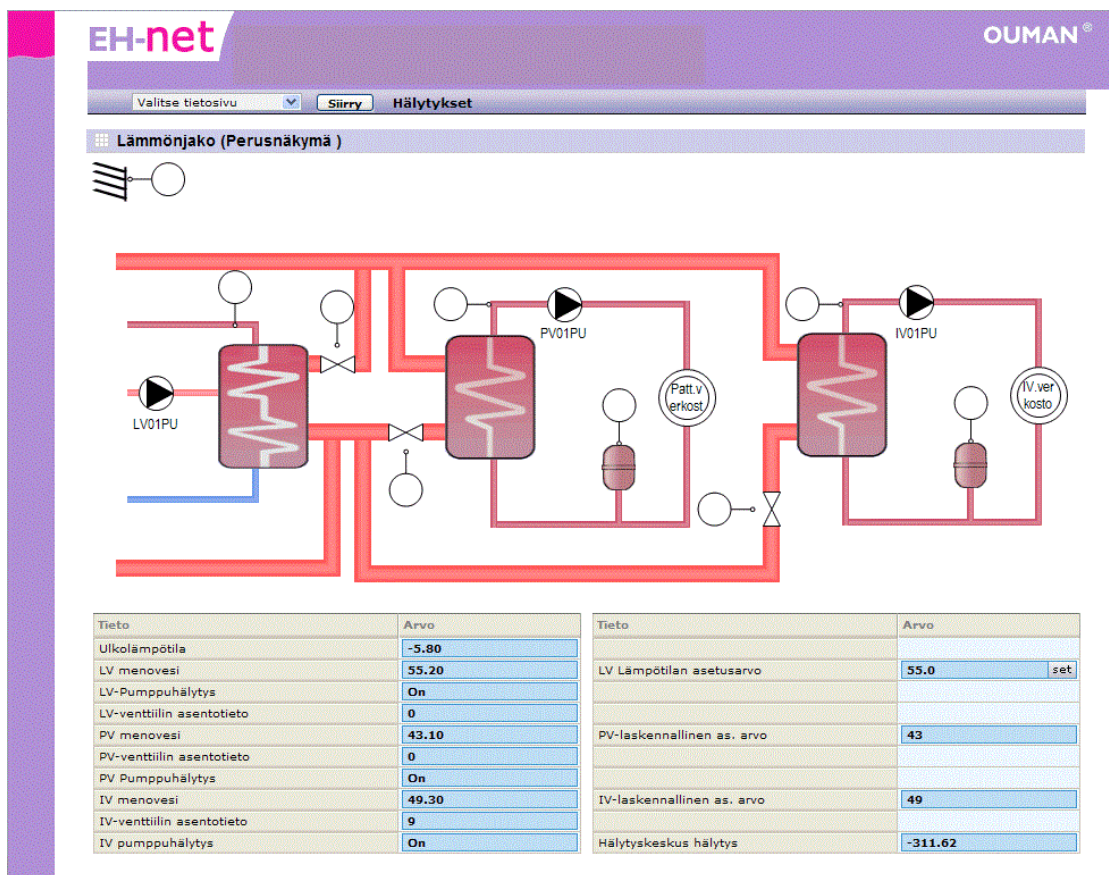 EH-net
OUMAN ®
Valitse tietosivu Siirry Hälytykset
Lämmönjako (Perusnäkymä )
PV01PU
IV01PU
LV01PU
Patt.v
erkost
IV.ver
kosto
Tieto Arvo Tieto Arvo
Ulkolämpötila -5.80
LV menovesi 55.20 LV Lämpötilan asetusarvo 55.0 set
LV-Pumppuhälytys On
LV-venttiilin asentotieto 0
PV menovesi 43.10 PV-laskennallinen as. arvo 43
PV-venttiilin asentotieto 0
PV Pumppuhälytys On
IV menovesi 49.30 IV-laskennallinen as. arvo 49
IV-venttiilin asentotieto 9
IV pumppuhälytys On Hälytyskeskus hälytys -311.62